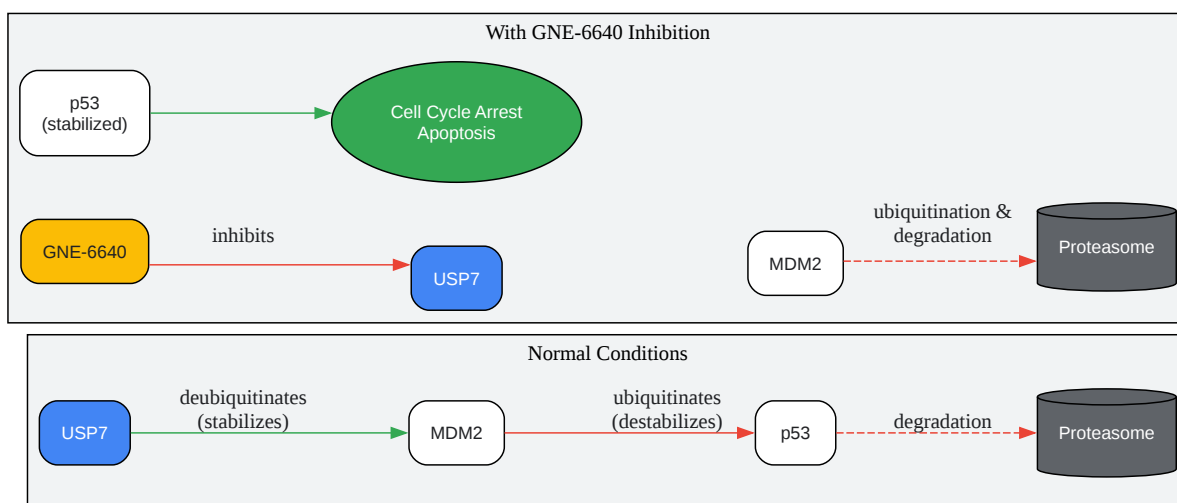 With GNE-6640 Inhibition
p53
(stabilized)
Cell Cycle Arrest
Apoptosis
GNE-6640
inhibits
USP7
MDM2
ubiquitination &
degradation
Proteasome
Normal Conditions
USP7
deubiquitinates
(stabilizes)
MDM2
ubiquitinates
(destabilizes)
p53
degradation
Proteasome